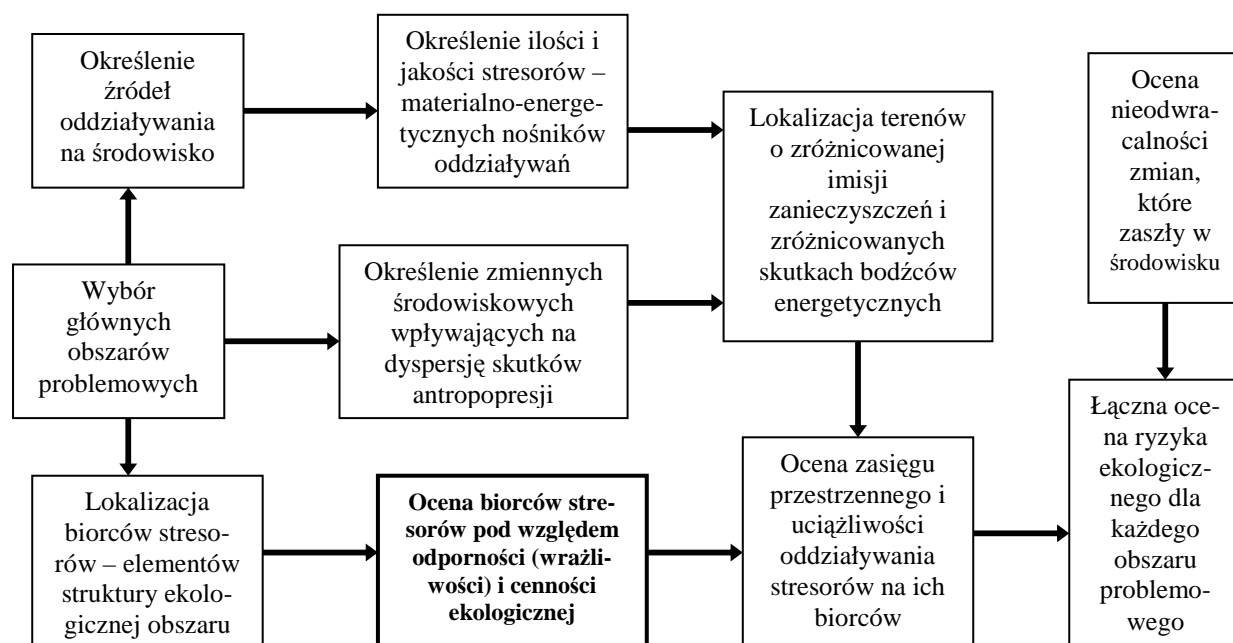 Określenie
źródeł
oddziaływania
na środowisko
Określenie ilości i
jakości stresorów –
materialno-energe-
tycznych nośników
oddziaływań
Lokalizacja terenów
o zróżnicowanej
imisji
zanieczyszczeń i
zróżnicowanych
skutkach bodźców
energetycznych
Ocena
nieodwra-
calności
zmian,
które
zaszły w
środowisku
Wybór
głównych
obszarów
problemowych
Określenie zmiennych
środowiskowych
wpływających na
dyspersję skutków
antropopresji
Lokalizacja
biorców streso-
rów – elementów
struktury ekolo-
gicznej obszaru
Ocena biorców stre-
sorów pod względem
odporności (wrażli-
wości) i cenności
ekologicznej
Ocena zasięgu
przestrzennego i
uciążliwości
oddziaływania
stresorów na ich
biorców
Łączna oce-
na ryzyka
ekologicz-
nego dla
każdego
obszaru
problemo-
wego